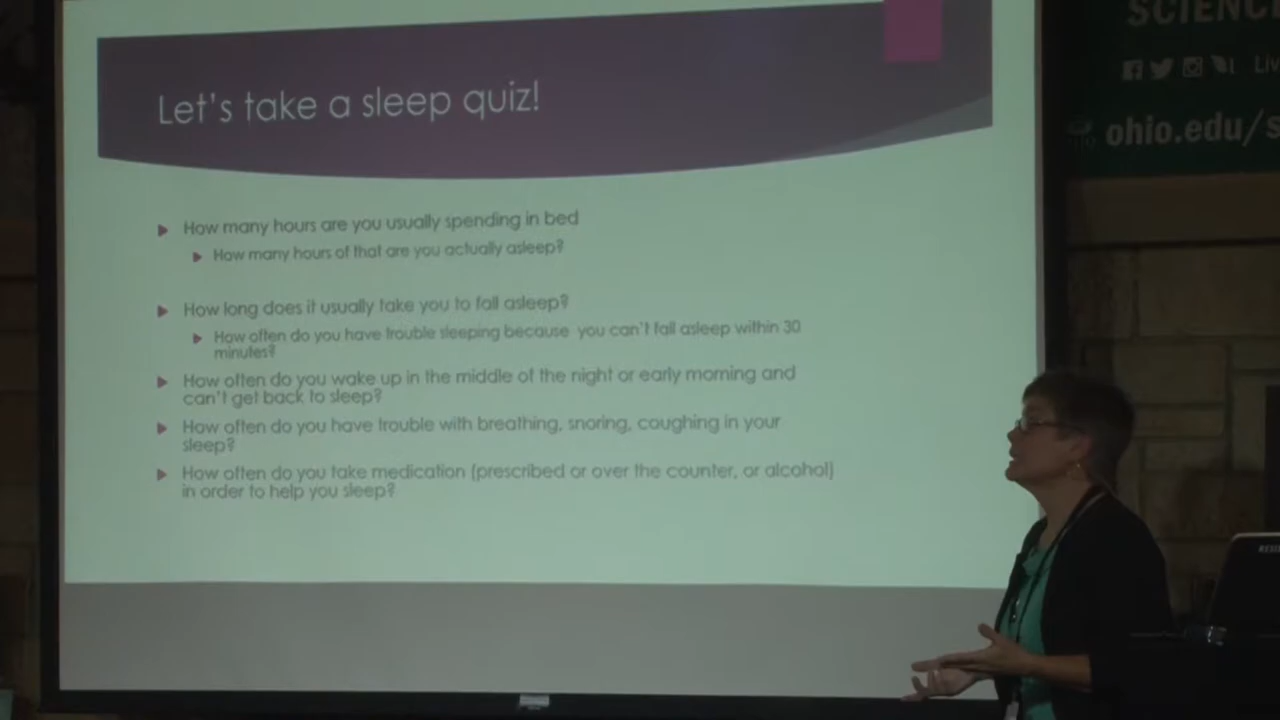 Let's take a sleep quiz!
How many hours are you usually spending in bed
How many hours of that are you actually asleep?
How long does it usually take you to fall asleep?
How often do you have trouble sleeping because you can't fall asleep within 30
minutes?
How often do you wake up in the middle of the night or early morning and
can't get back to sleep?
How often do you have trouble with breathing, snoring, coughing in your
sleep?
How often do you take medication (prescribed or over the counter, or alcohol)
in order to help you sleep?
SCIENC
Liv
ohio.edu/s